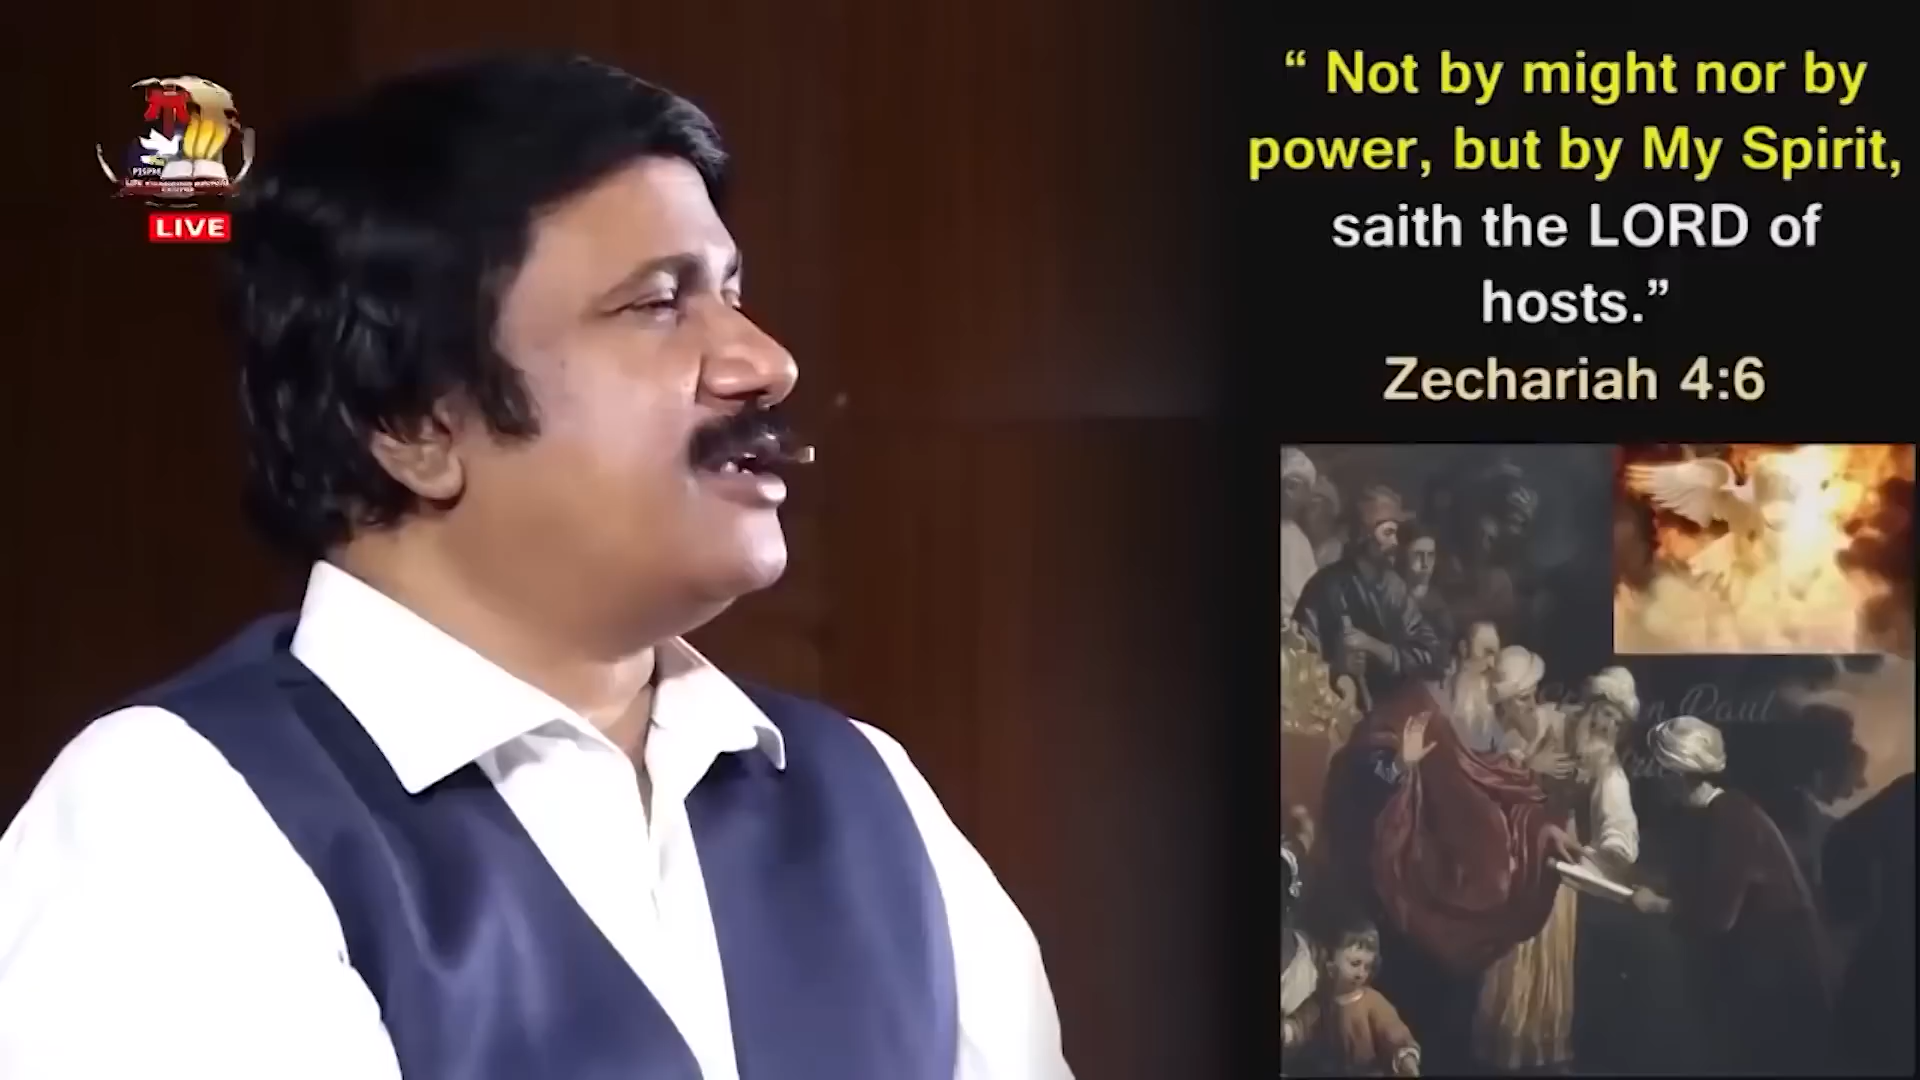 LIVE
“ Not by might nor by
power, but by My Spirit,
saith the LORD of
hosts.”
Zechariah 4:6